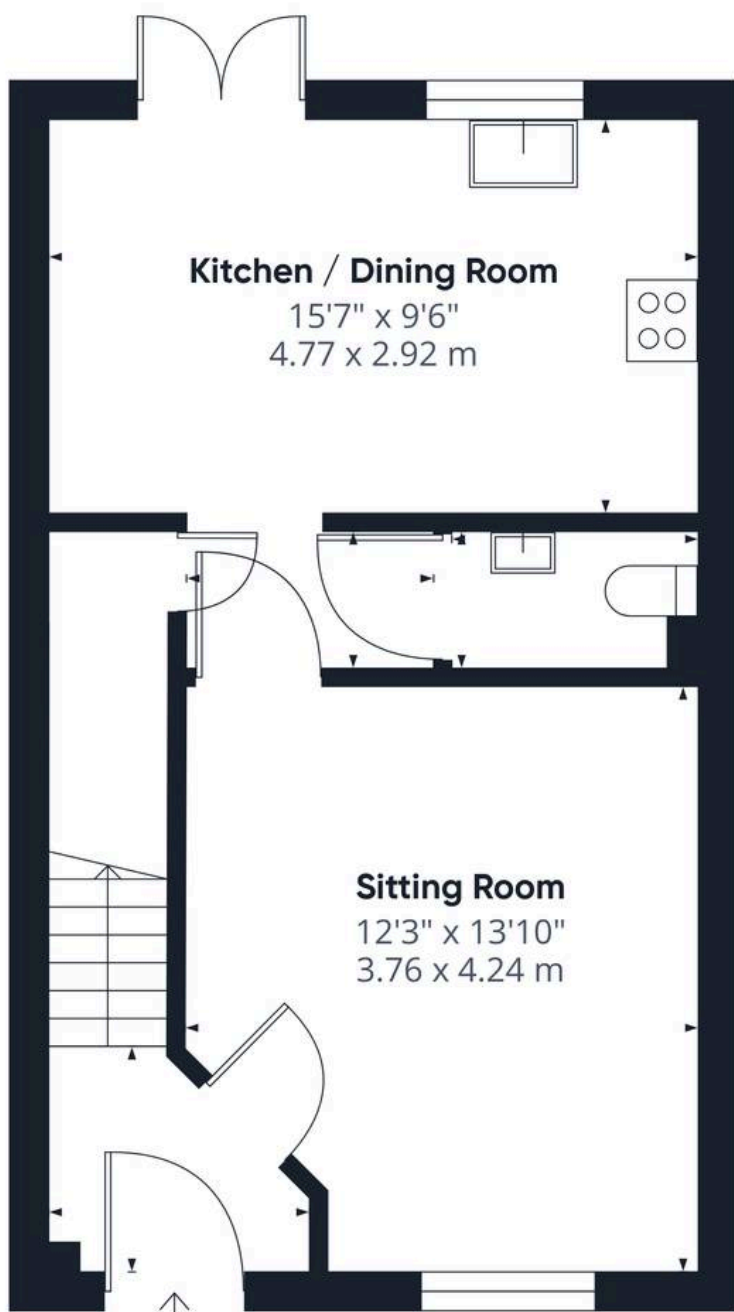 Kitchen / Dining Room
15'7" x 9'6"
4.77 x 2.92 m
Sitting Room
12'3" x 13'10"
3.76 x 4.24 m